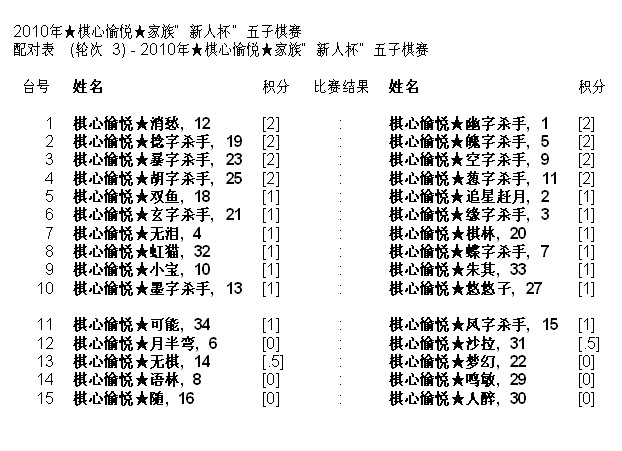 2010年★棋心愉悦★家族"新人杯"五子棋赛
配对表 (轮次 3) - 2010年★棋心愉悦★家族"新人杯"五子棋赛
台号 姓名 积分 比赛结果 姓名 积分
1 棋心愉悦★消愁, 12 [2] : 棋心愉悦★幽字杀手, 1 [2]
2 棋心愉悦★惗字杀手, 19 [2] : 棋心愉悦★魄字杀手, 5 [2]
3 棋心愉悦★暴字杀手, 23 [2] : 棋心愉悦★空字杀手, 9 [2]
4 棋心愉悦★胡字杀手, 25 [2] : 棋心愉悦★葱字杀手, 11 [2]
5 棋心愉悦★双鱼, 18 [1] : 棋心愉悦★追星赶月, 2 [1]
6 棋心愉悦★玄字杀手, 21 [1] : 棋心愉悦★缘字杀手, 3 [1]
7 棋心愉悦★无泪, 4 [1] : 棋心愉悦★棋林, 20 [1]
8 棋心愉悦★虹猫, 32 [1] : 棋心愉悦★蝶字杀手, 7 [1]
9 棋心愉悦★小宝, 10 [1] : 棋心愉悦★朱其, 33 [1]
10 棋心愉悦★墨字杀手, 13 [1] : 棋心愉悦★悠悠子, 27 [1]
11 棋心愉悦★可能, 34 [1] : 棋心愉悦★风字杀手, 15 [1]
12 棋心愉悦★月半弯, 6 [0] : 棋心愉悦★沙拉, 31 [.5]
13 棋心愉悦★无棋, 14 [.5] : 棋心愉悦★梦幻, 22 [0]
14 棋心愉悦★语林, 8 [0] : 棋心愉悦★鸣敏, 29 [0]
15 棋心愉悦★随, 16 [0] : 棋心愉悦★人醉, 30 [0]